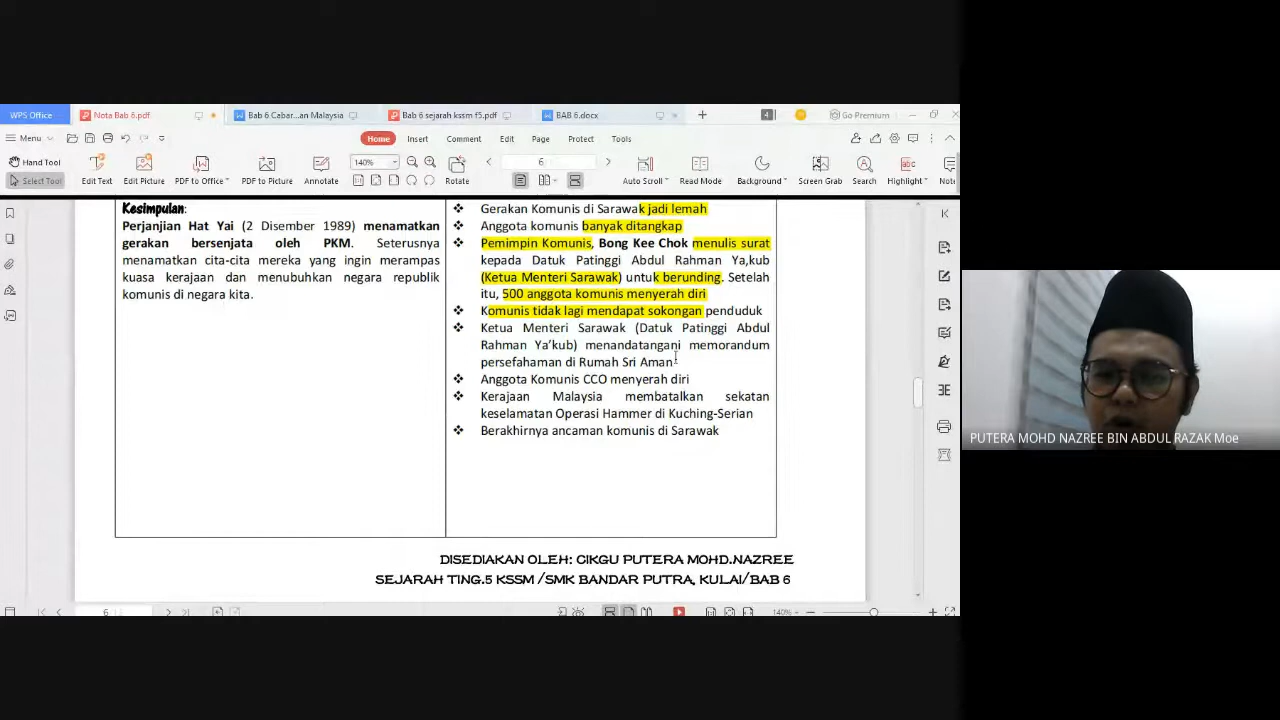 WPS Office
Nota Bab 6.pdf
Bab 6 Cabar...an Malaysia
Bab 6 sejarah kssm f5.pdf
BAB 6.docx
4
Go Premium
Menu
Home
Insert
Comment
Edit
Page
Protect
Tools
Hand Tool
Select Tool
Edit Text
Edit Picture
PDF to Office
PDF to Picture
Annotate
140%
Rotate
6
Auto Scroll
Read Mode
Background
Screen Grab
Search
Highlight
Kesimpulan:
Perjanjian Hat Yai (2 Disember 1989) menamatkan
gerakan bersenjata oleh PKM. Seterusnya
menamatkan cita-cita mereka yang ingin merampas
kuasa kerajaan dan menubuhkan negara republik
komunis di negara kita.
❖ Gerakan Komunis di Sarawak jadi lemah
❖ Anggota komunis banyak ditangkap
❖ Pemimpin Komunis, Bong Kee Chok menulis surat
kepada Datuk Patinggi Abdul Rahman Ya,kub
(Ketua Menteri Sarawak) untuk berunding. Setelah
itu, 500 anggota komunis menyerah diri
❖ Komunis tidak lagi mendapat sokongan penduduk
❖ Ketua Menteri Sarawak (Datuk Patinggi Abdul
Rahman Ya'kub) menandatangani memorandum
persefahaman di Rumah Sri Aman
❖ Anggota Komunis CCO menyerah diri
❖ Kerajaan Malaysia membatalkan sekatan
keselamatan Operasi Hammer di Kuching-Serian
❖ Berakhirnya ancaman komunis di Sarawak
DISEDIAKAN OLEH: CIKGU PUTERA MOHD.NAZREE
SEJARAH TING.5 KSSM /SMK BANDAR PUTRA, KULAI/BAB 6
PUTERA MOHD NAZREE BIN ABDUL RAZAK Moe
6
140%